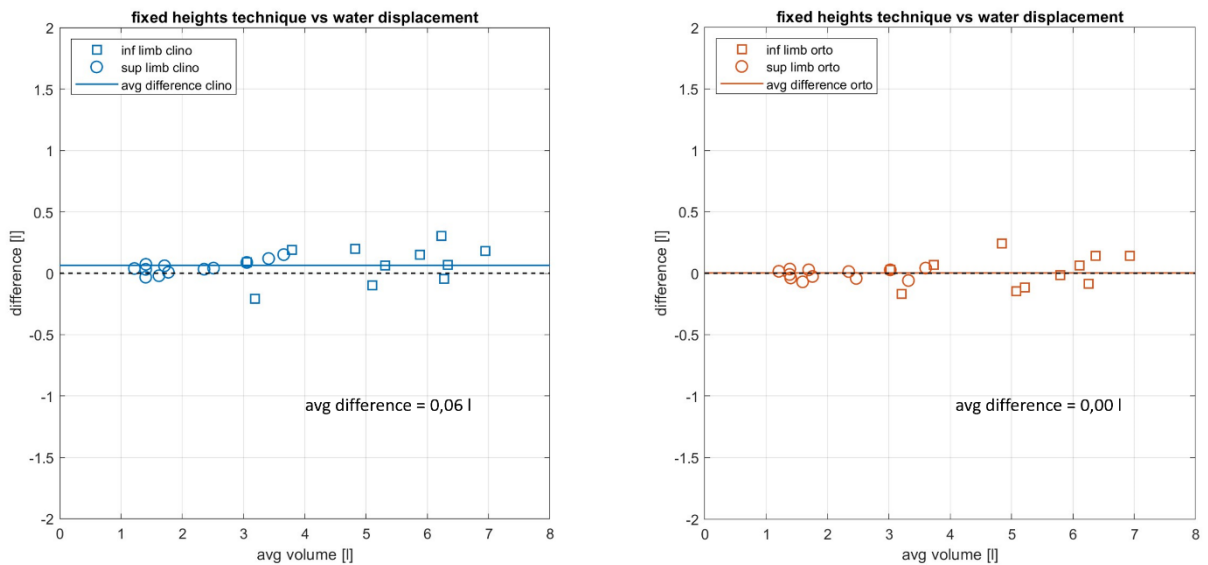 fixed heights technique vs water displacement
inf limb clino
sup limb clino
avg difference clino
2
1.5
1
0.5
0
-0.5
-1
-1.5
-2
difference [l]
avg difference = 0,06 l
0 1 2 3 4 5 6 7 8
avg volume [l]
fixed heights technique vs water displacement
inf limb orto
sup limb orto
avg difference orto
2
1.5
1
0.5
0
-0.5
-1
-1.5
-2
difference [l]
avg difference = 0,00 l
0 1 2 3 4 5 6 7 8
avg volume [l]